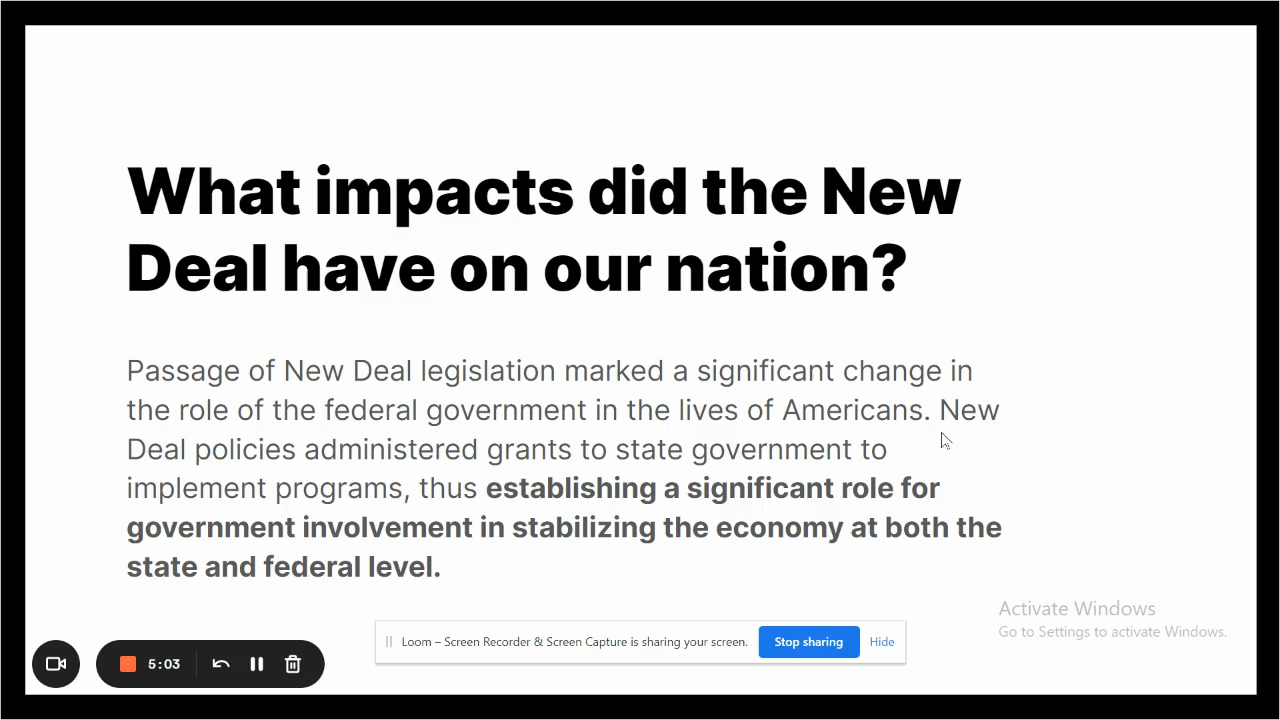 What impacts did the New
Deal have on our nation?
Passage of New Deal legislation marked a significant change in
the role of the federal government in the lives of Americans. New
Deal policies administered grants to state government to
implement programs, thus establishing a significant role for
government involvement in stabilizing the economy at both the
state and federal level.
Activate Windows
Go to Settings to activate Windows.
Loom – Screen Recorder & Screen Capture is sharing your screen. Stop sharing Hide
5:03